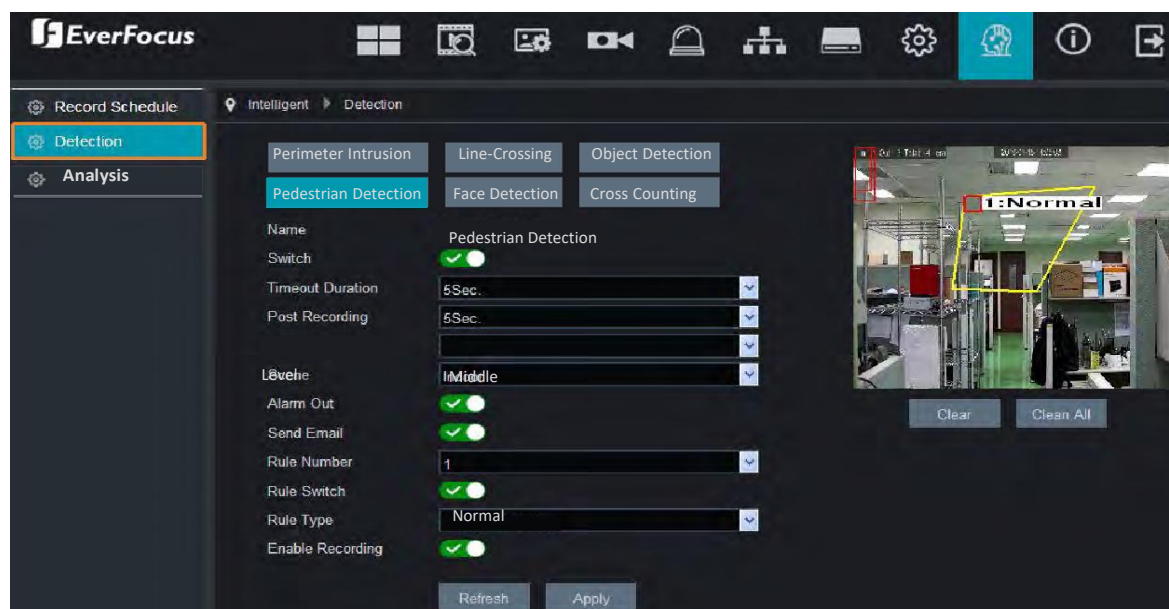 EverFocus
Record Schedule
Detection
Analysis
Intelligent Detection
Perimeter Intrusion Line-Crossing Object Detection
Pedestrian Detection Face Detection Cross Counting
Name Pedestrian Detection
Switch
Timeout Duration 5Sec.
Post Recording 5Sec.
Level Middle
Alarm Out
Send Email
Rule Number 1
Rule Switch
Rule Type Normal
Enable Recording
Refresh Apply
1:Normal
Clear Clean All